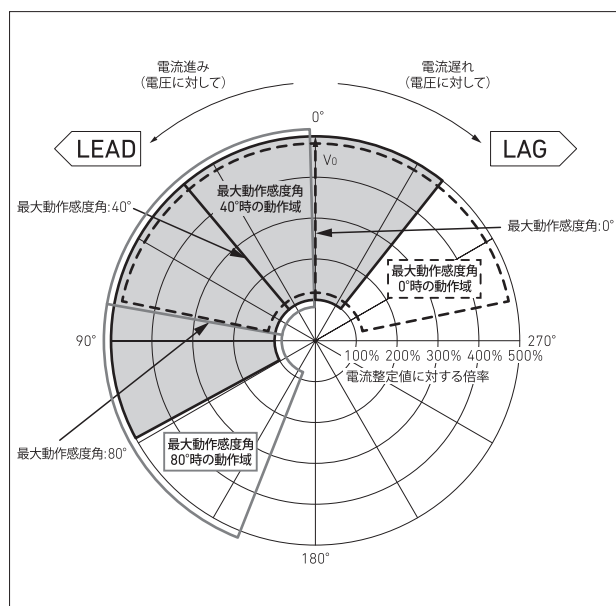 電流進み
(電圧に対して)
電流遅れ
(電圧に対して)
0°
LEAD
LAG
V0
最大動作感度角
40°時の動作域
最大動作感度角:40°
最大動作感度角:0°
最大動作感度角
0°時の動作域
90°
270°
100% 200% 300% 400% 500%
電流整定値に対する倍率
最大動作感度角
80°時の動作域
最大動作感度角:80°
180°